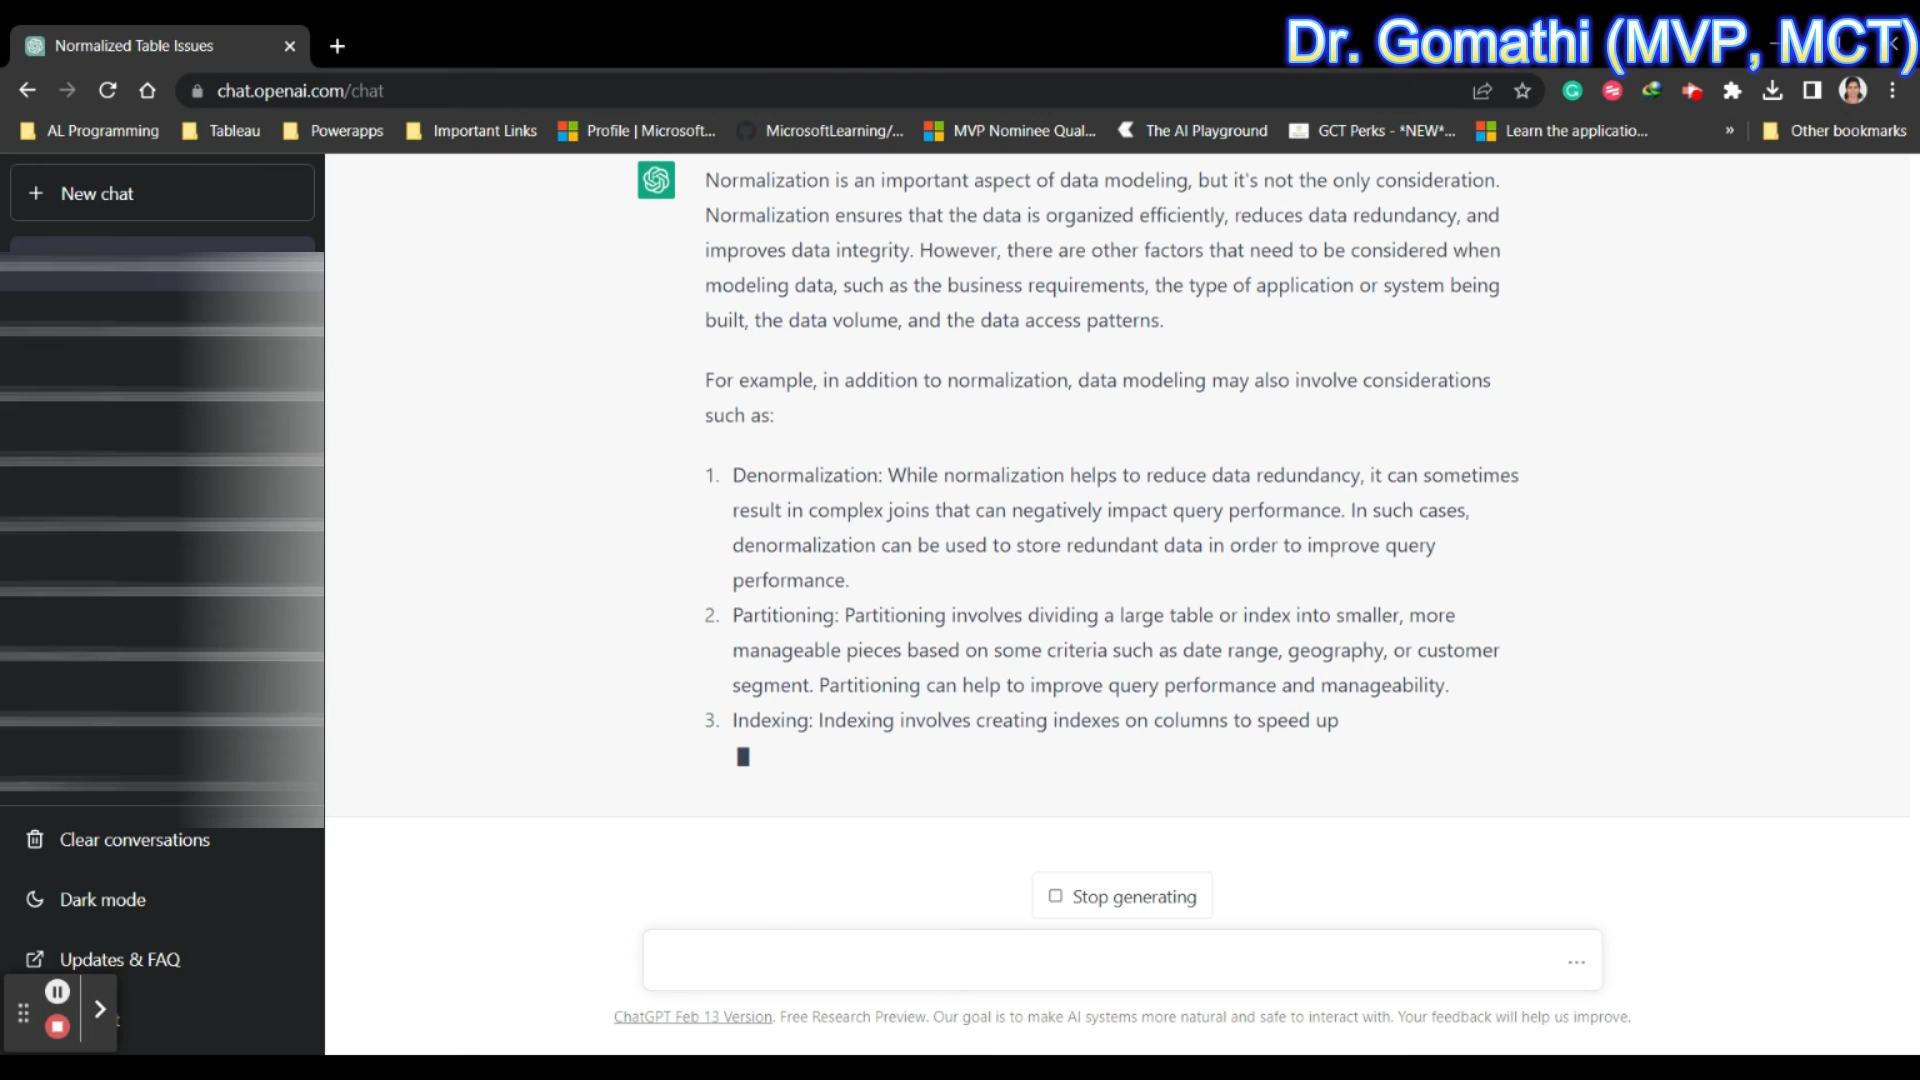 Dr. Gomathi (MVP, MCT)
Normalized Table Issues
chat.openai.com/chat
AL Programming
Tableau
Powerapps
Important Links
Profile | Microsoft...
MicrosoftLearning/...
MVP Nominee Qual...
The AI Playground
GCT Perks - *NEW*...
Learn the applicatio...
»
Other bookmarks
+ New chat
Normalization is an important aspect of data modeling, but it's not the only consideration.
Normalization ensures that the data is organized efficiently, reduces data redundancy, and
improves data integrity. However, there are other factors that need to be considered when
modeling data, such as the business requirements, the type of application or system being
built, the data volume, and the data access patterns.
For example, in addition to normalization, data modeling may also involve considerations
such as:
1. Denormalization: While normalization helps to reduce data redundancy, it can sometimes
result in complex joins that can negatively impact query performance. In such cases,
denormalization can be used to store redundant data in order to improve query
performance.
2. Partitioning: Partitioning involves dividing a large table or index into smaller, more
manageable pieces based on some criteria such as date range, geography, or customer
segment. Partitioning can help to improve query performance and manageability.
3. Indexing: Indexing involves creating indexes on columns to speed up
Clear conversations
Dark mode
Updates & FAQ
Stop generating
ChatGPT Feb 13 Version. Free Research Preview. Our goal is to make AI systems more natural and safe to interact with. Your feedback will help us improve.